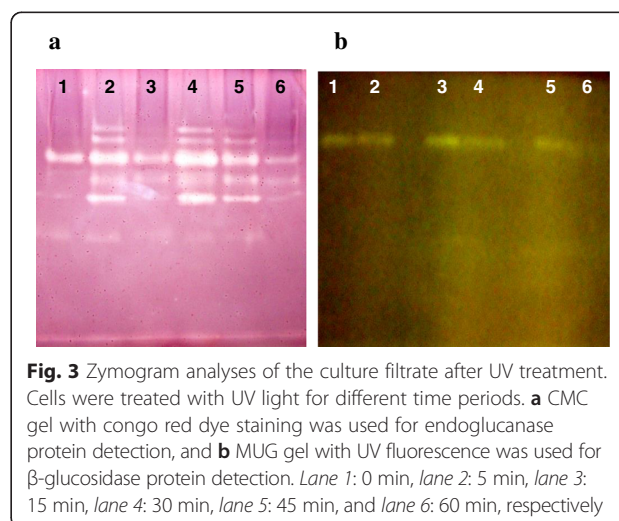 a b
1 2 3 4 5 6
1 2 3 4 5 6
Fig. 3 Zymogram analyses of the culture filtrate after UV treatment.
Cells were treated with UV light for different time periods. a CMC
gel with congo red dye staining was used for endoglucanase
protein detection, and b MUG gel with UV fluorescence was used for
β-glucosidase protein detection. Lane 1: 0 min, lane 2: 5 min, lane 3:
15 min, lane 4: 30 min, lane 5: 45 min, and lane 6: 60 min, respectively